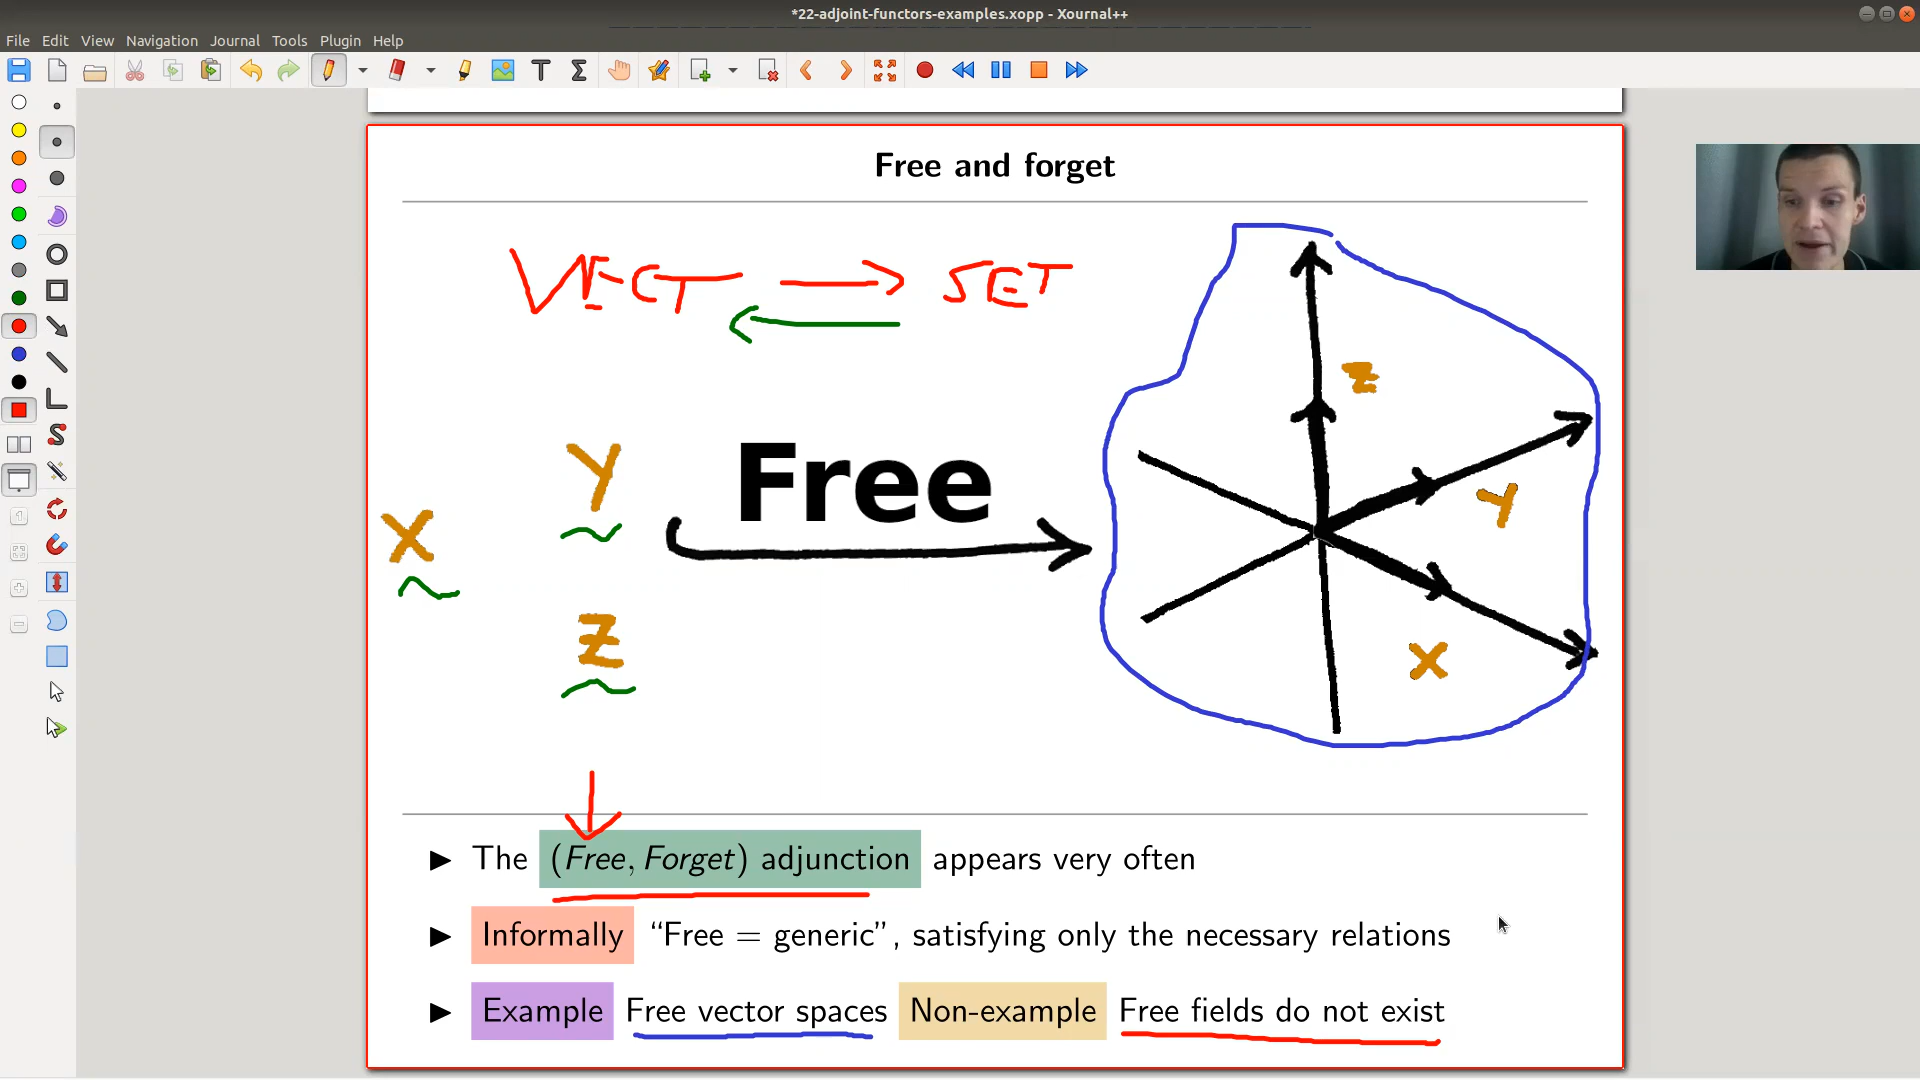 *22-adjoint-functors-examples.xopp - Xournal++
File Edit View Navigation Journal Tools Plugin Help
Free and forget
VECT → SET
←
Z
Y
Free
Y
X
Z
X
► The (Free, Forget) adjunction appears very often
► Informally “Free = generic”, satisfying only the necessary relations
► Example Free vector spaces Non-example Free fields do not exist